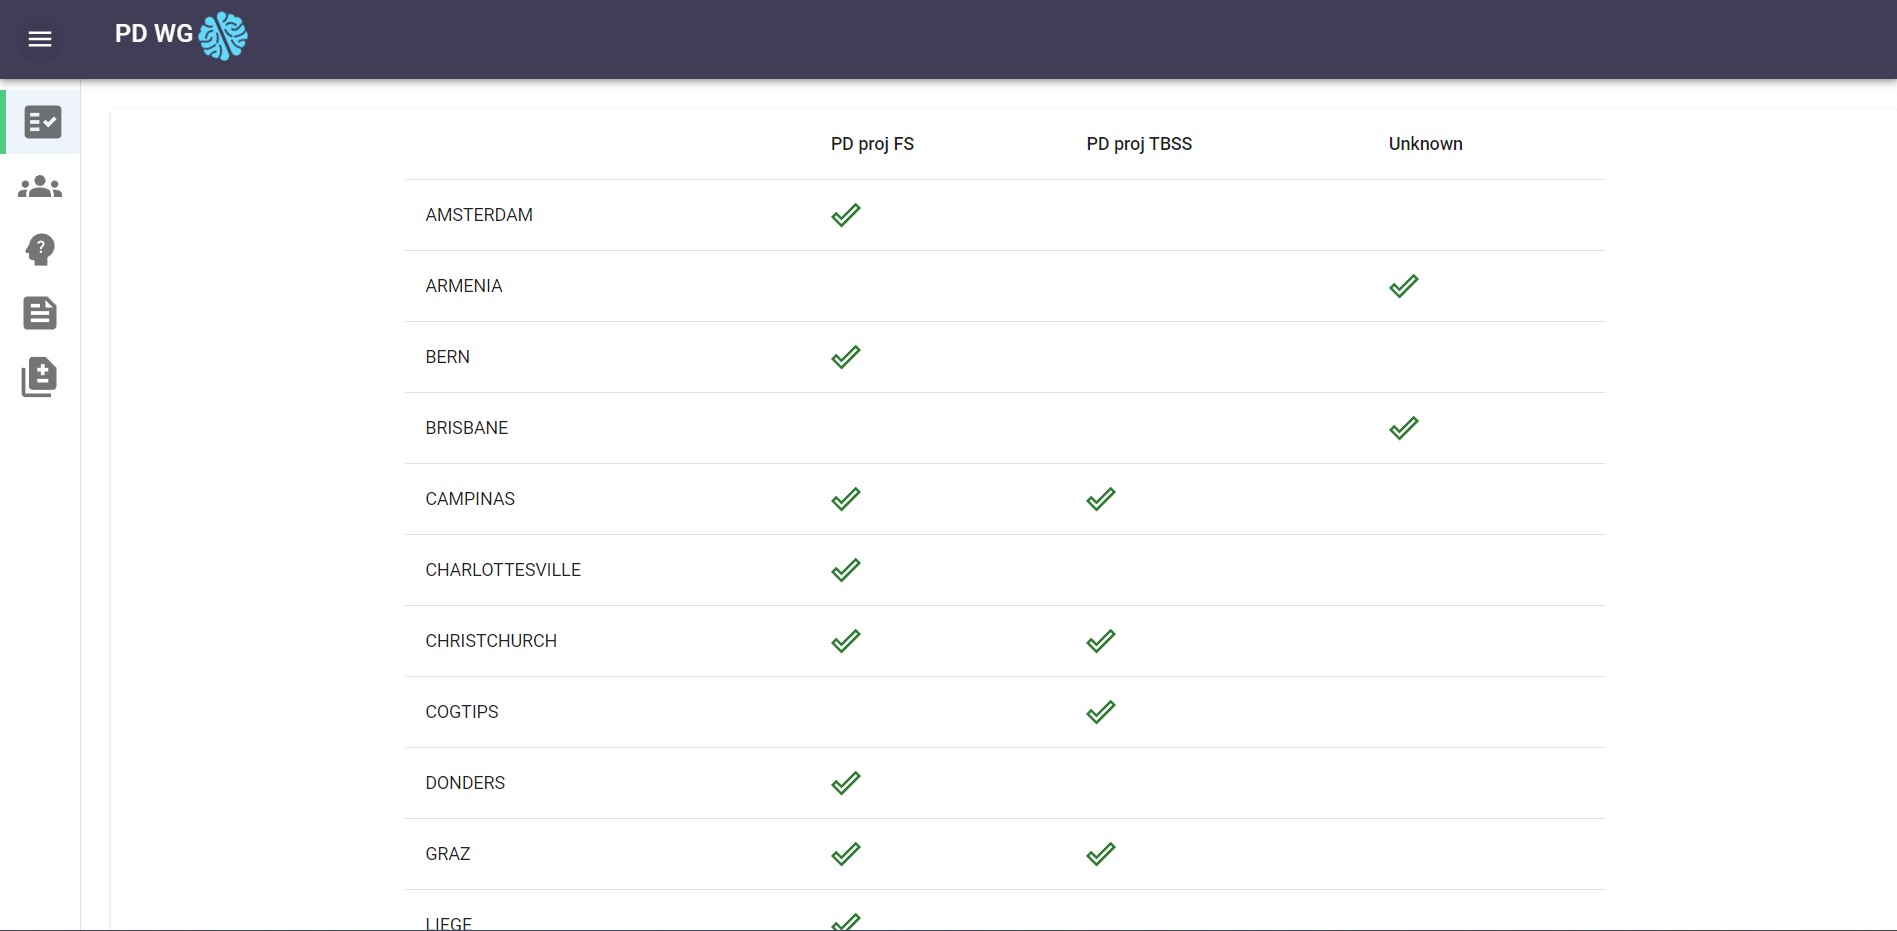 PD WG
PD proj FS PD proj TBSS Unknown
AMSTERDAM
ARMENIA
BERN
BRISBANE
CAMPINAS
CHARLOTTESVILLE
CHRISTCHURCH
COGTIPS
DONDERS
GRAZ
LIEGE